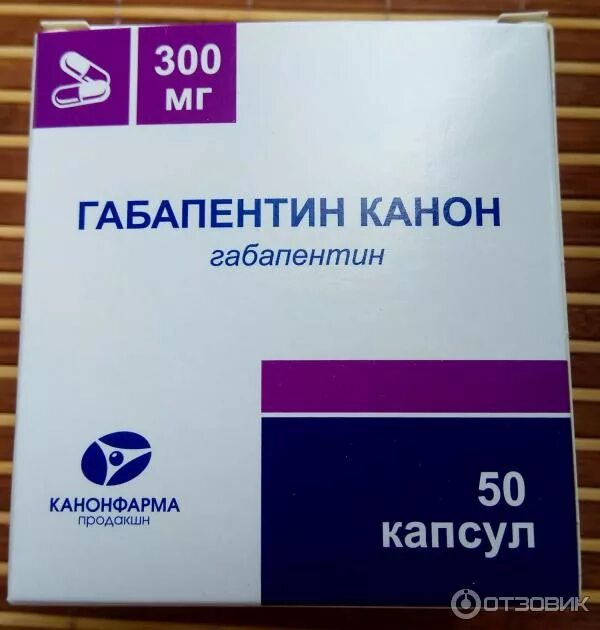 300
МГ
ГАБАПЕНТИН КАНОН
габапентин
КАНОНФАРМА
продакшн
50
капсул
ОТЗОВИК